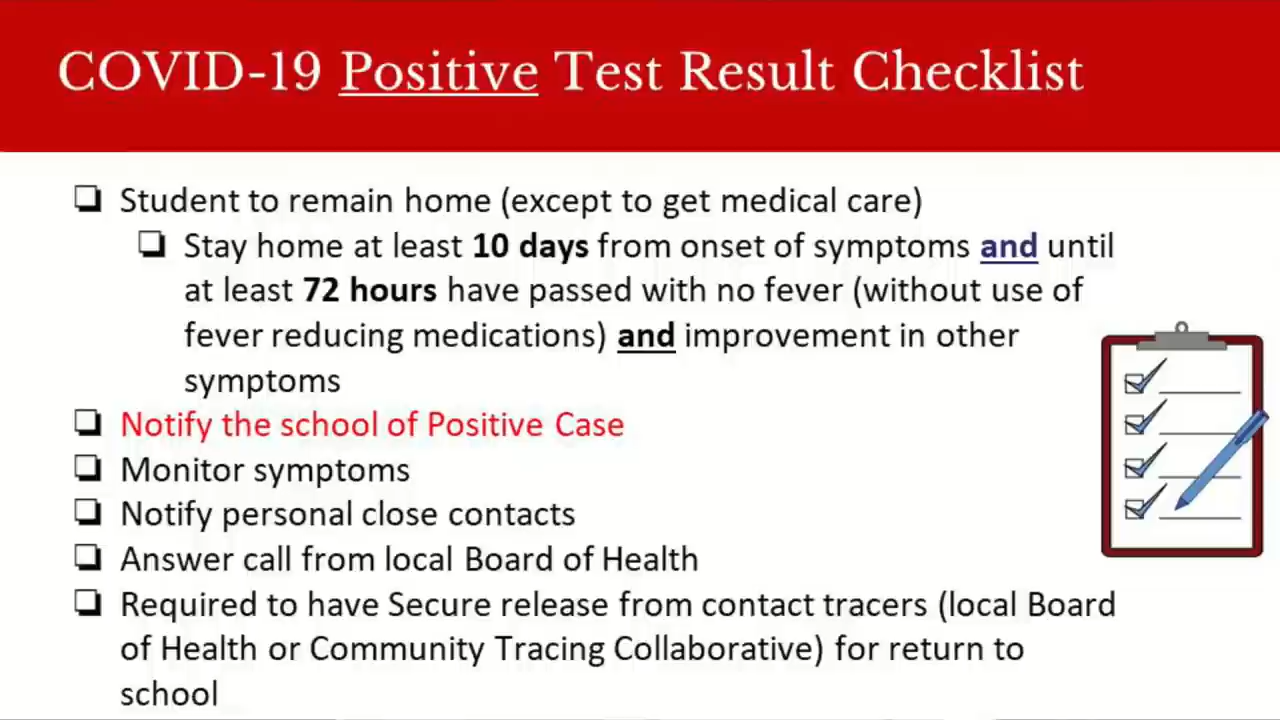 COVID-19 Positive Test Result Checklist
Student to remain home (except to get medical care)
Stay home at least 10 days from onset of symptoms and until
at least 72 hours have passed with no fever (without use of
fever reducing medications) and improvement in other
symptoms
Notify the school of Positive Case
Monitor symptoms
Notify personal close contacts
Answer call from local Board of Health
Required to have Secure release from contact tracers (local Board
of Health or Community Tracing Collaborative) for return to
school